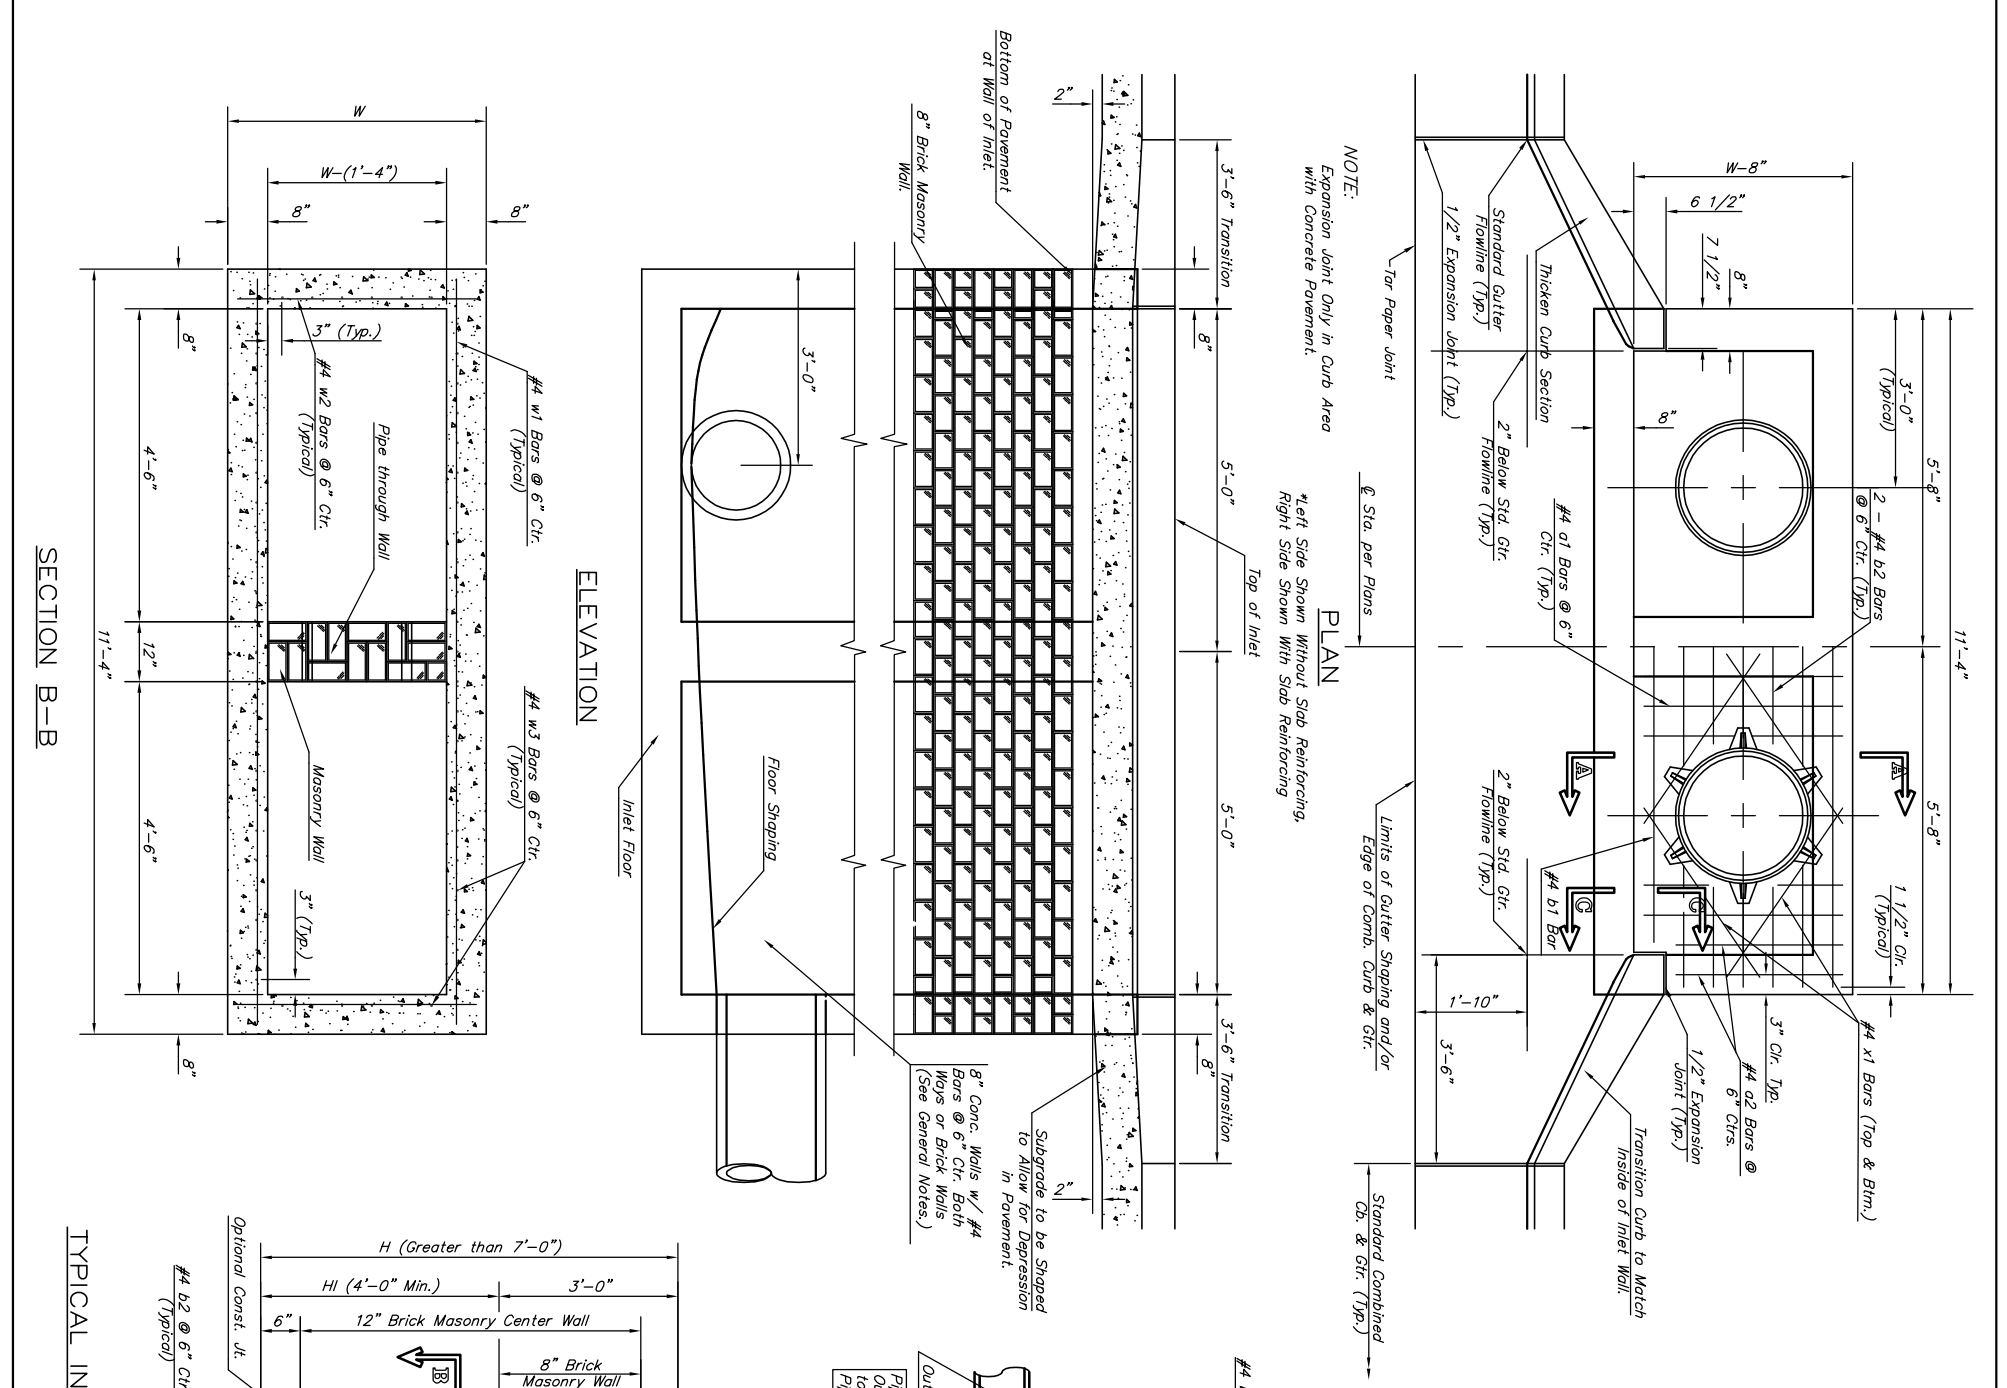 11'-4"
5'-8"
5'-8"
3'-0"
(Typical)
2 - #4 b2 Bars
@ 6" Ctr. (Typ.)
1 1/2" Clr.
(Typical)
#4 x1 Bars (Top & Btm.)
W-8"
6 1/2"
7 1/2"
8"
8"
A
A
C
C
3" Clr. Typ.
#4 a2 Bars @
6" Ctrs.
1/2" Expansion
Joint (Typ.)
Transition Curb to Match
Inside of Inlet Wall.
Thicken Curb Section
Standard Gutter
Flowline (Typ.)
1/2" Expansion Joint (Typ.)
#4 a1 Bars @ 6"
Ctr. (Typ.)
2" Below Std. Gtr.
Flowline (Typ.)
#4 b1 Bar
2" Below Std. Gtr.
Flowline (Typ.)
1'-10"
3'-6"
Tar Paper Joint
Limits of Gutter Shaping and/or
Edge of Comb. Curb & Gtr.
Standard Combined
Cb. & Gtr. (Typ.)
℄ Sta. per Plans
NOTE:
Expansion Joint Only in Curb Area
with Concrete Pavement.
PLAN
*Left Side Shown Without Slab Reinforcing,
Right Side Shown With Slab Reinforcing
Top of Inlet
3'-6" Transition
5'-0"
5'-0"
3'-6" Transition
8"
8"
2"
2"
Bottom of Pavement
at Wall of Inlet.
8" Brick Masonry
Wall.
Subgrade to be Shaped
to Allow for Depression
in Pavement.
8" Conc. Walls w/ #4
Bars @ 6" Ctr. Both
Ways or Brick Walls
(See General Notes.)
3'-0"
Floor Shaping
Inlet Floor
ELEVATION
W
W-(1'-4")
8"
8"
#4 w1 Bars @ 6" Ctr.
(Typical)
#4 w3 Bars @ 6" Ctr.
(Typical)
3" (Typ.)
#4 w2 Bars @ 6" Ctr.
(Typical)
Pipe through Wall
Masonry Wall
3" (Typ.)
8"
4'-6"
12"
4'-6"
8"
11'-4"
SECTION B-B
H (Greater than 7'-0")
HI (4'-0" Min.)
3'-0"
6"
12" Brick Masonry Center Wall
8" Brick
Masonry Wall
B
Optional Const. Jt.
#4 b2 @ 6" Ctr
(Typical)
TYPICAL IN
#4